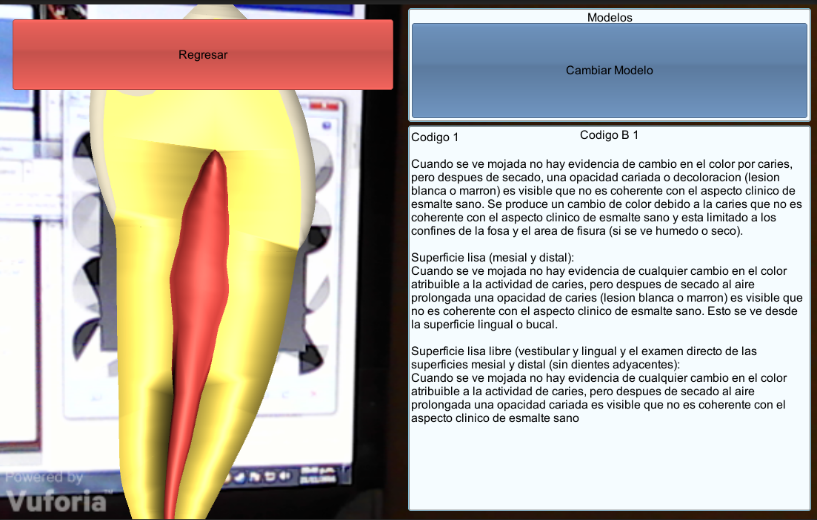 Regresar
Modelos
Cambiar Modelo
Codigo 1
Codigo B 1
Cuando se ve mojada no hay evidencia de cambio en el color por caries,
pero despues de secado, una opacidad cariada o decoloracion (lesion
blanca o marron) es visible que no es coherente con el aspecto clinico de
esmalte sano. Se produce un cambio de color debido a la caries que no es
coherente con el aspecto clinico de esmalte sano y esta limitado a los
confines de la fosa y el area de fisura (si se ve humedo o seco).
Superficie lisa (mesial y distal):
Cuando se ve mojada no hay evidencia de cualquier cambio en el color
atribuible a la actividad de caries, pero despues de secado al aire
prolongada una opacidad de caries (lesion blanca o marron) es visible que
no es coherente con el aspecto clinico de esmalte sano. Esto se ve desde
la superficie lingual o bucal.
Superficie lisa libre (vestibular y lingual y el examen directo de las
superficies mesial y distal (sin dientes adyacentes):
Cuando se ve mojada no hay evidencia de cualquier cambio en el color
atribuible a la actividad de caries, pero despues de secado al aire
prolongada una opacidad cariada es visible que no es coherente con el
aspecto clinico de esmalte sano
Powered by
Vuforia